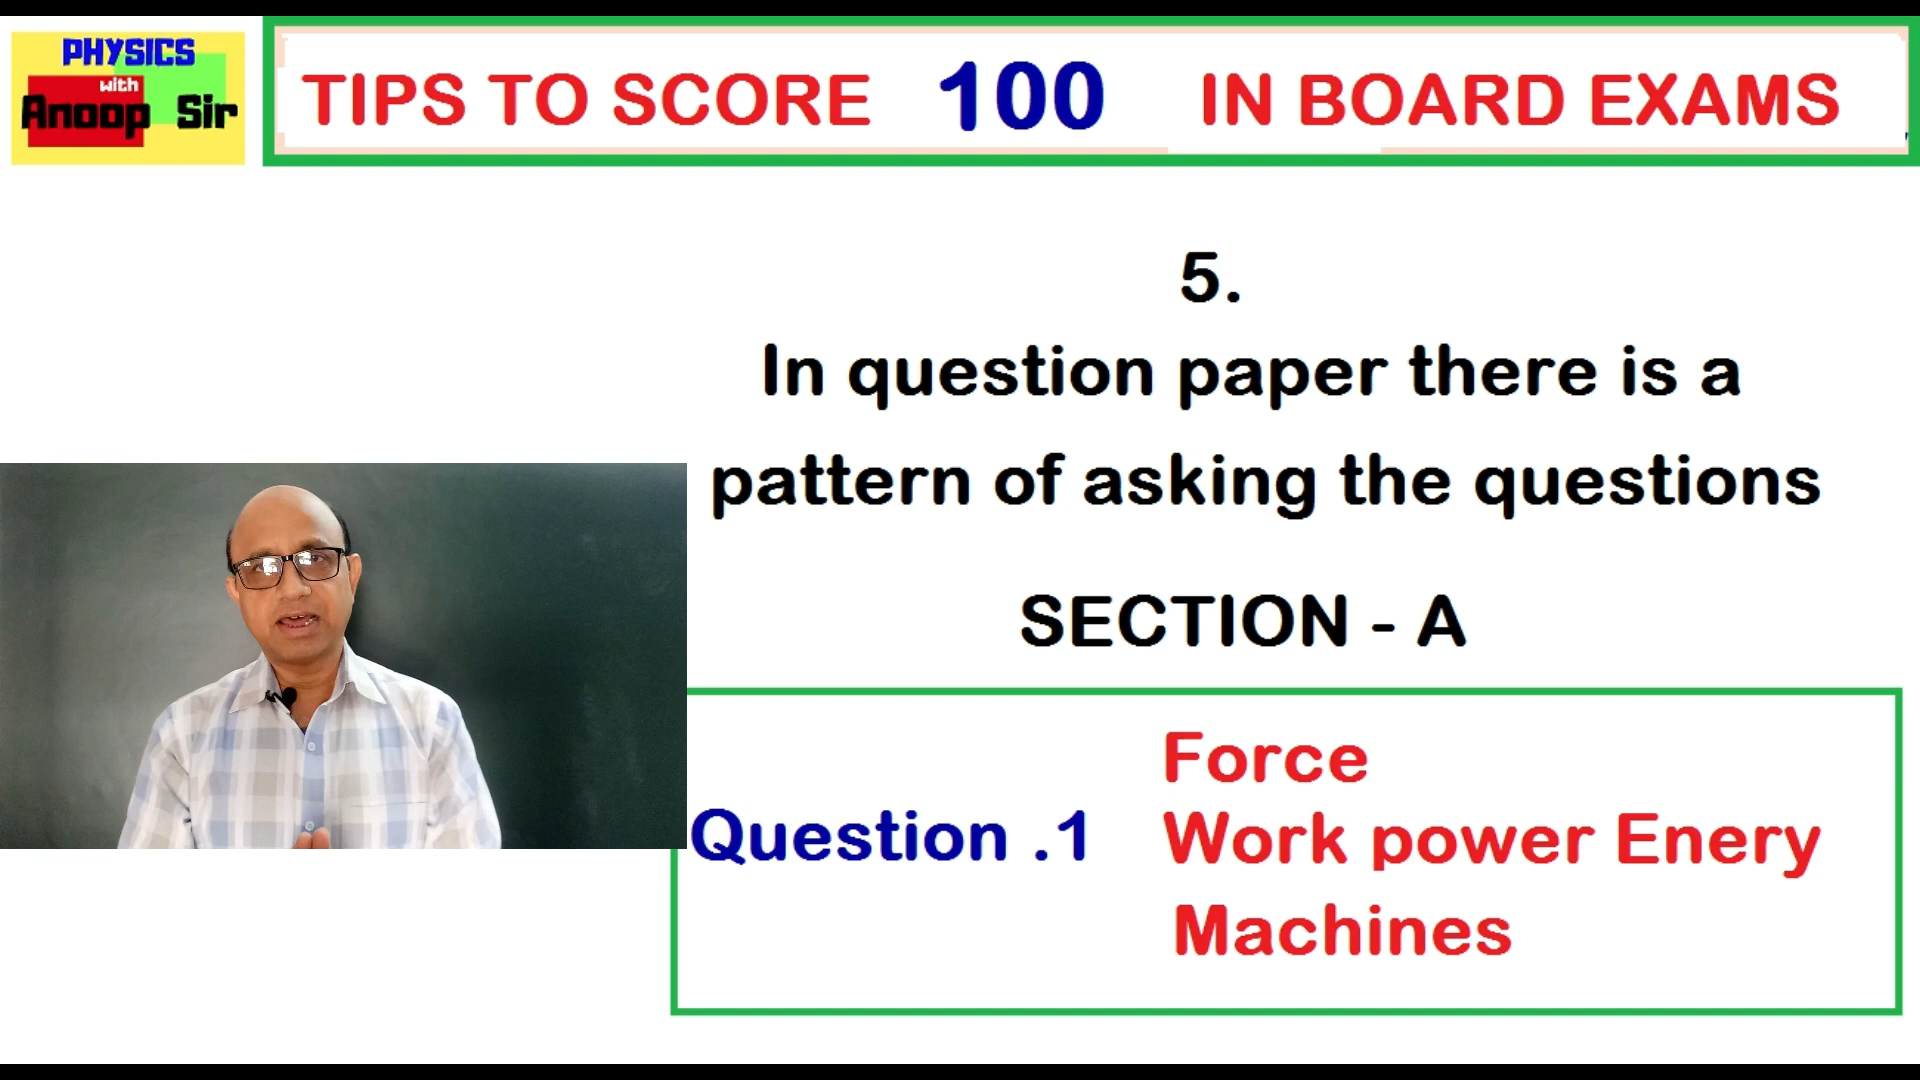 PHYSICS
with
Anoop Sir
TIPS TO SCORE 100 IN BOARD EXAMS
5.
In question paper there is a
pattern of asking the questions
SECTION - A
Question .1
Force
Work power Enery
Machines